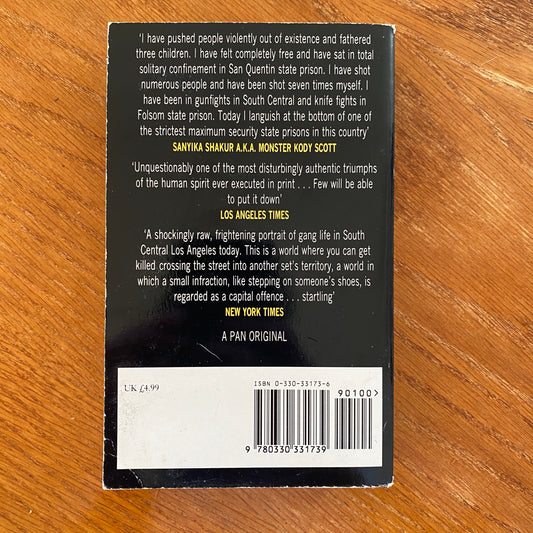 ‘I have pushed people violently out of existence and fathered
three children. I have felt completely free and have sat in total
solitary confinement in San Quentin state prison. I have shot
numerous people and have been shot seven times myself. I
have been in gunfights in South Central and knife fights in
Folsom state prison. Today I languish at the bottom of one of
the strictest maximum security state prisons in this country’
SANYIKA SHAKUR A.K.A. MONSTER KODY SCOTT
‘Unquestionably one of the most disturbingly authentic triumphs
of the human spirit ever executed in print . . . Few will be able
to put it down’
LOS ANGELES TIMES
‘A shockingly raw, frightening portrait of gang life in South
Central Los Angeles today. This is a world where you can get
killed crossing the street into another set’s territory, a world in
which a small infraction, like stepping on someone’s shoes, is
regarded as a capital offence . . . startling’
NEW YORK TIMES
A PAN ORIGINAL
UK £4.99
ISBN 0-330-33173-6
90100>
9 780330 331739